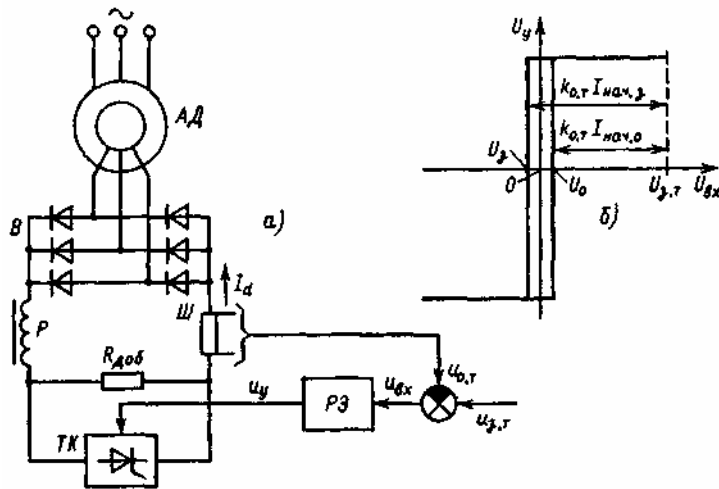 ~
АД
В
а)
I_d
Р
Ш
R_доб
u_у
РЭ
u_вх
u_о,т
u_з,т
ТК
U_у
k_о,т I_нач,з
k_о,т I_нач,о
U_з
0
U_о
U_з,т
U_вх
б)